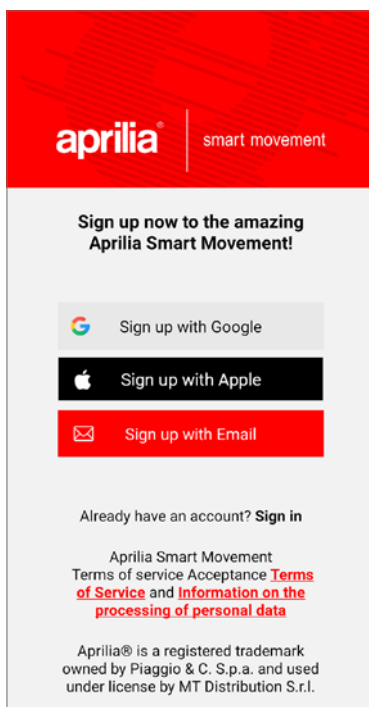 aprilia® smart movement
Sign up now to the amazing
Aprilia Smart Movement!
Sign up with Google
Sign up with Apple
Sign up with Email
Already have an account? Sign in
Aprilia Smart Movement
Terms of service Acceptance Terms
of Service and Information on the
processing of personal data
Aprilia® is a registered trademark
owned by Piaggio & C. S.p.a. and used
under license by MT Distribution S.r.l.